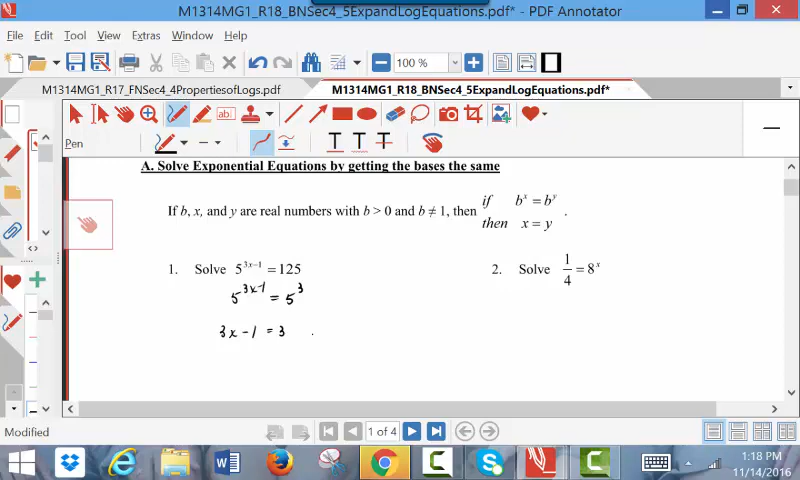 M1314MG1_R18_BNSec4_5ExpandLogEquations.pdf* - PDF Annotator
File Edit Tool View Extras Window Help
100 %
M1314MG1_R17_FNSec4_4PropertiesofLogs.pdf M1314MG1_R18_BNSec4_5ExpandLogEquations.pdf*
Pen
A. Solve Exponential Equations by getting the bases the same
If b, x, and y are real numbers with b > 0 and b ≠ 1, then if b^x = b^y then x = y .
1. Solve 5^{3x−1} = 125
5^{3x-1} = 5^3
3x - 1 = 3
2. Solve 1/4 = 8^x
1 of 4
Modified
1:18 PM
11/14/2016